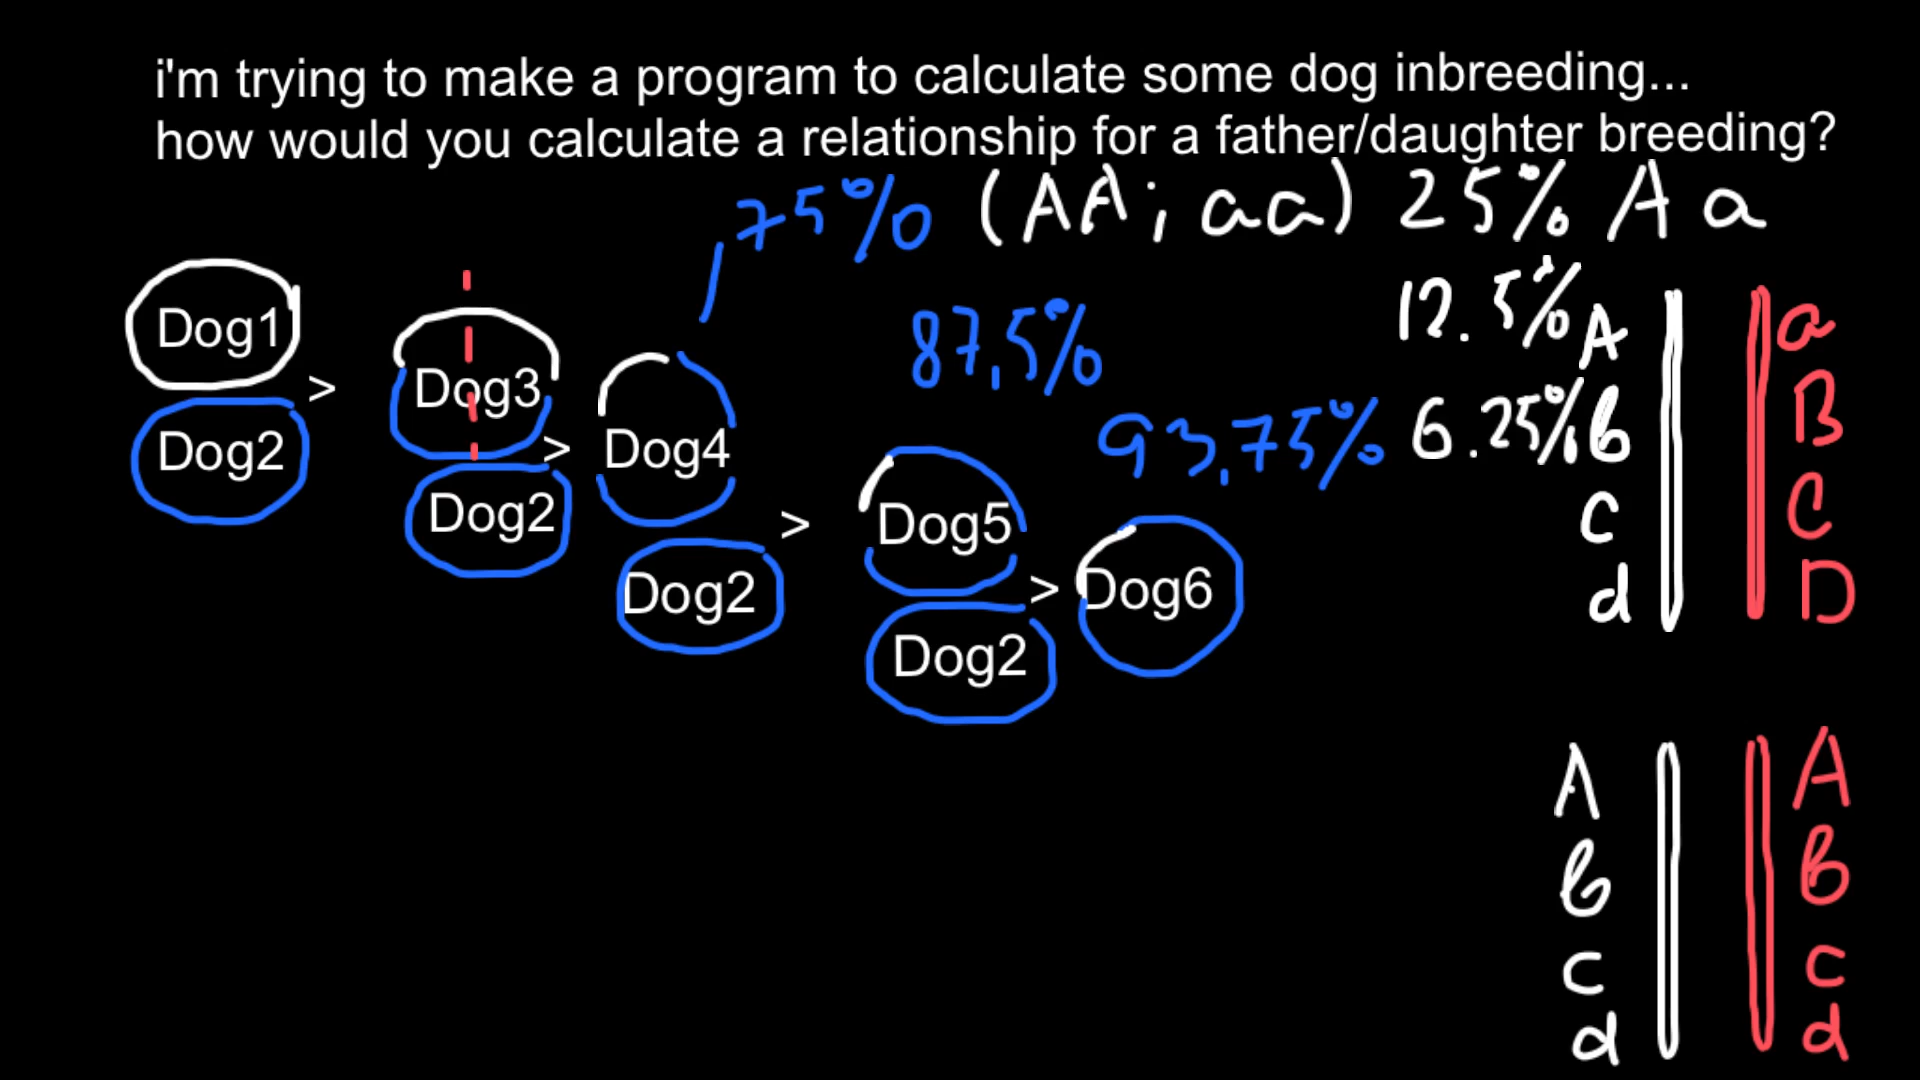 i'm trying to make a program to calculate some dog inbreeding...
how would you calculate a relationship for a father/daughter breeding?
75% (AA; aa) 25% Aa
Dog1
>
Dog2
Dog3
>
Dog2
Dog4
>
Dog2
Dog5
>
Dog2
Dog6
87,5%
12.5%
93,75%
6.25%
A a
b B
c C
d D
A A
b b
c c
d d